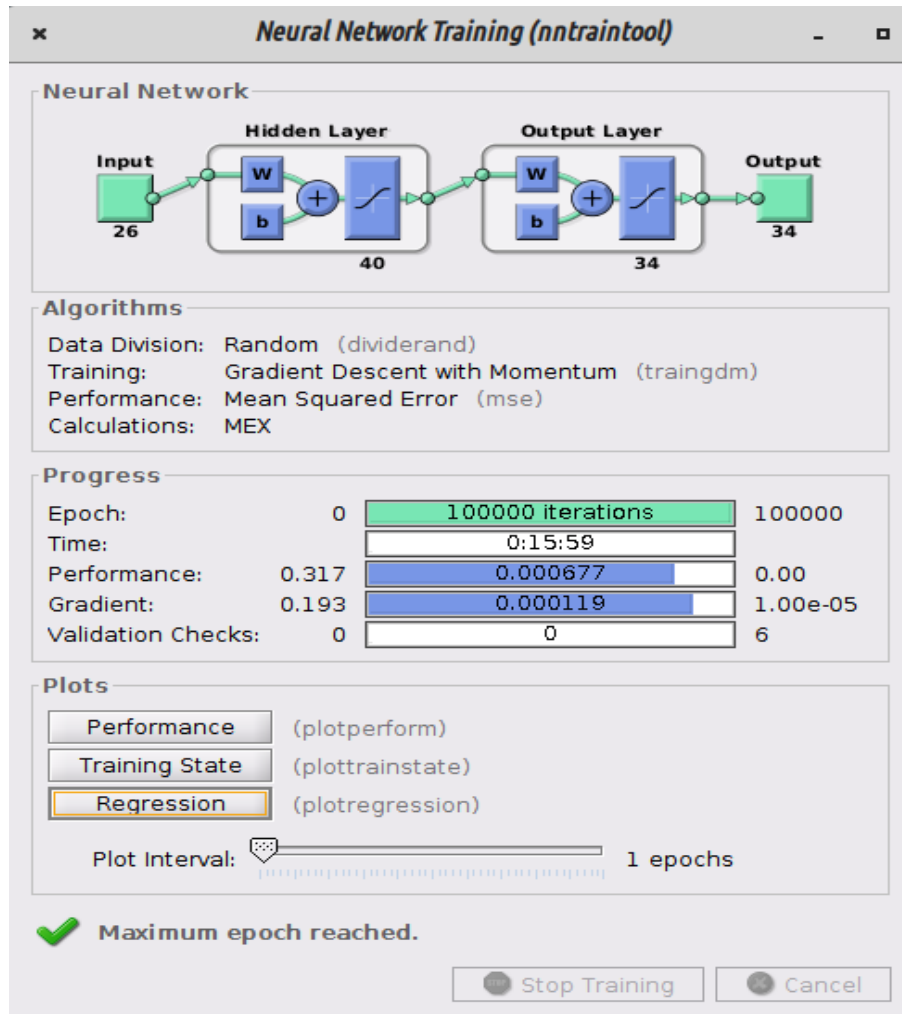 Neural Network Training (nntraintool)
Neural Network
Hidden Layer
Output Layer
Input
Output
W
b
+
W
b
+
26
40
34
34
Algorithms
Data Division: Random (dividerand)
Training: Gradient Descent with Momentum (traingdm)
Performance: Mean Squared Error (mse)
Calculations: MEX
Progress
Epoch: 0 100000 iterations 100000
Time: 0:15:59
Performance: 0.317 0.000677 0.00
Gradient: 0.193 0.000119 1.00e-05
Validation Checks: 0 0 6
Plots
Performance (plotperform)
Training State (plottrainstate)
Regression (plotregression)
Plot Interval: 1 epochs
Maximum epoch reached.
Stop Training Cancel